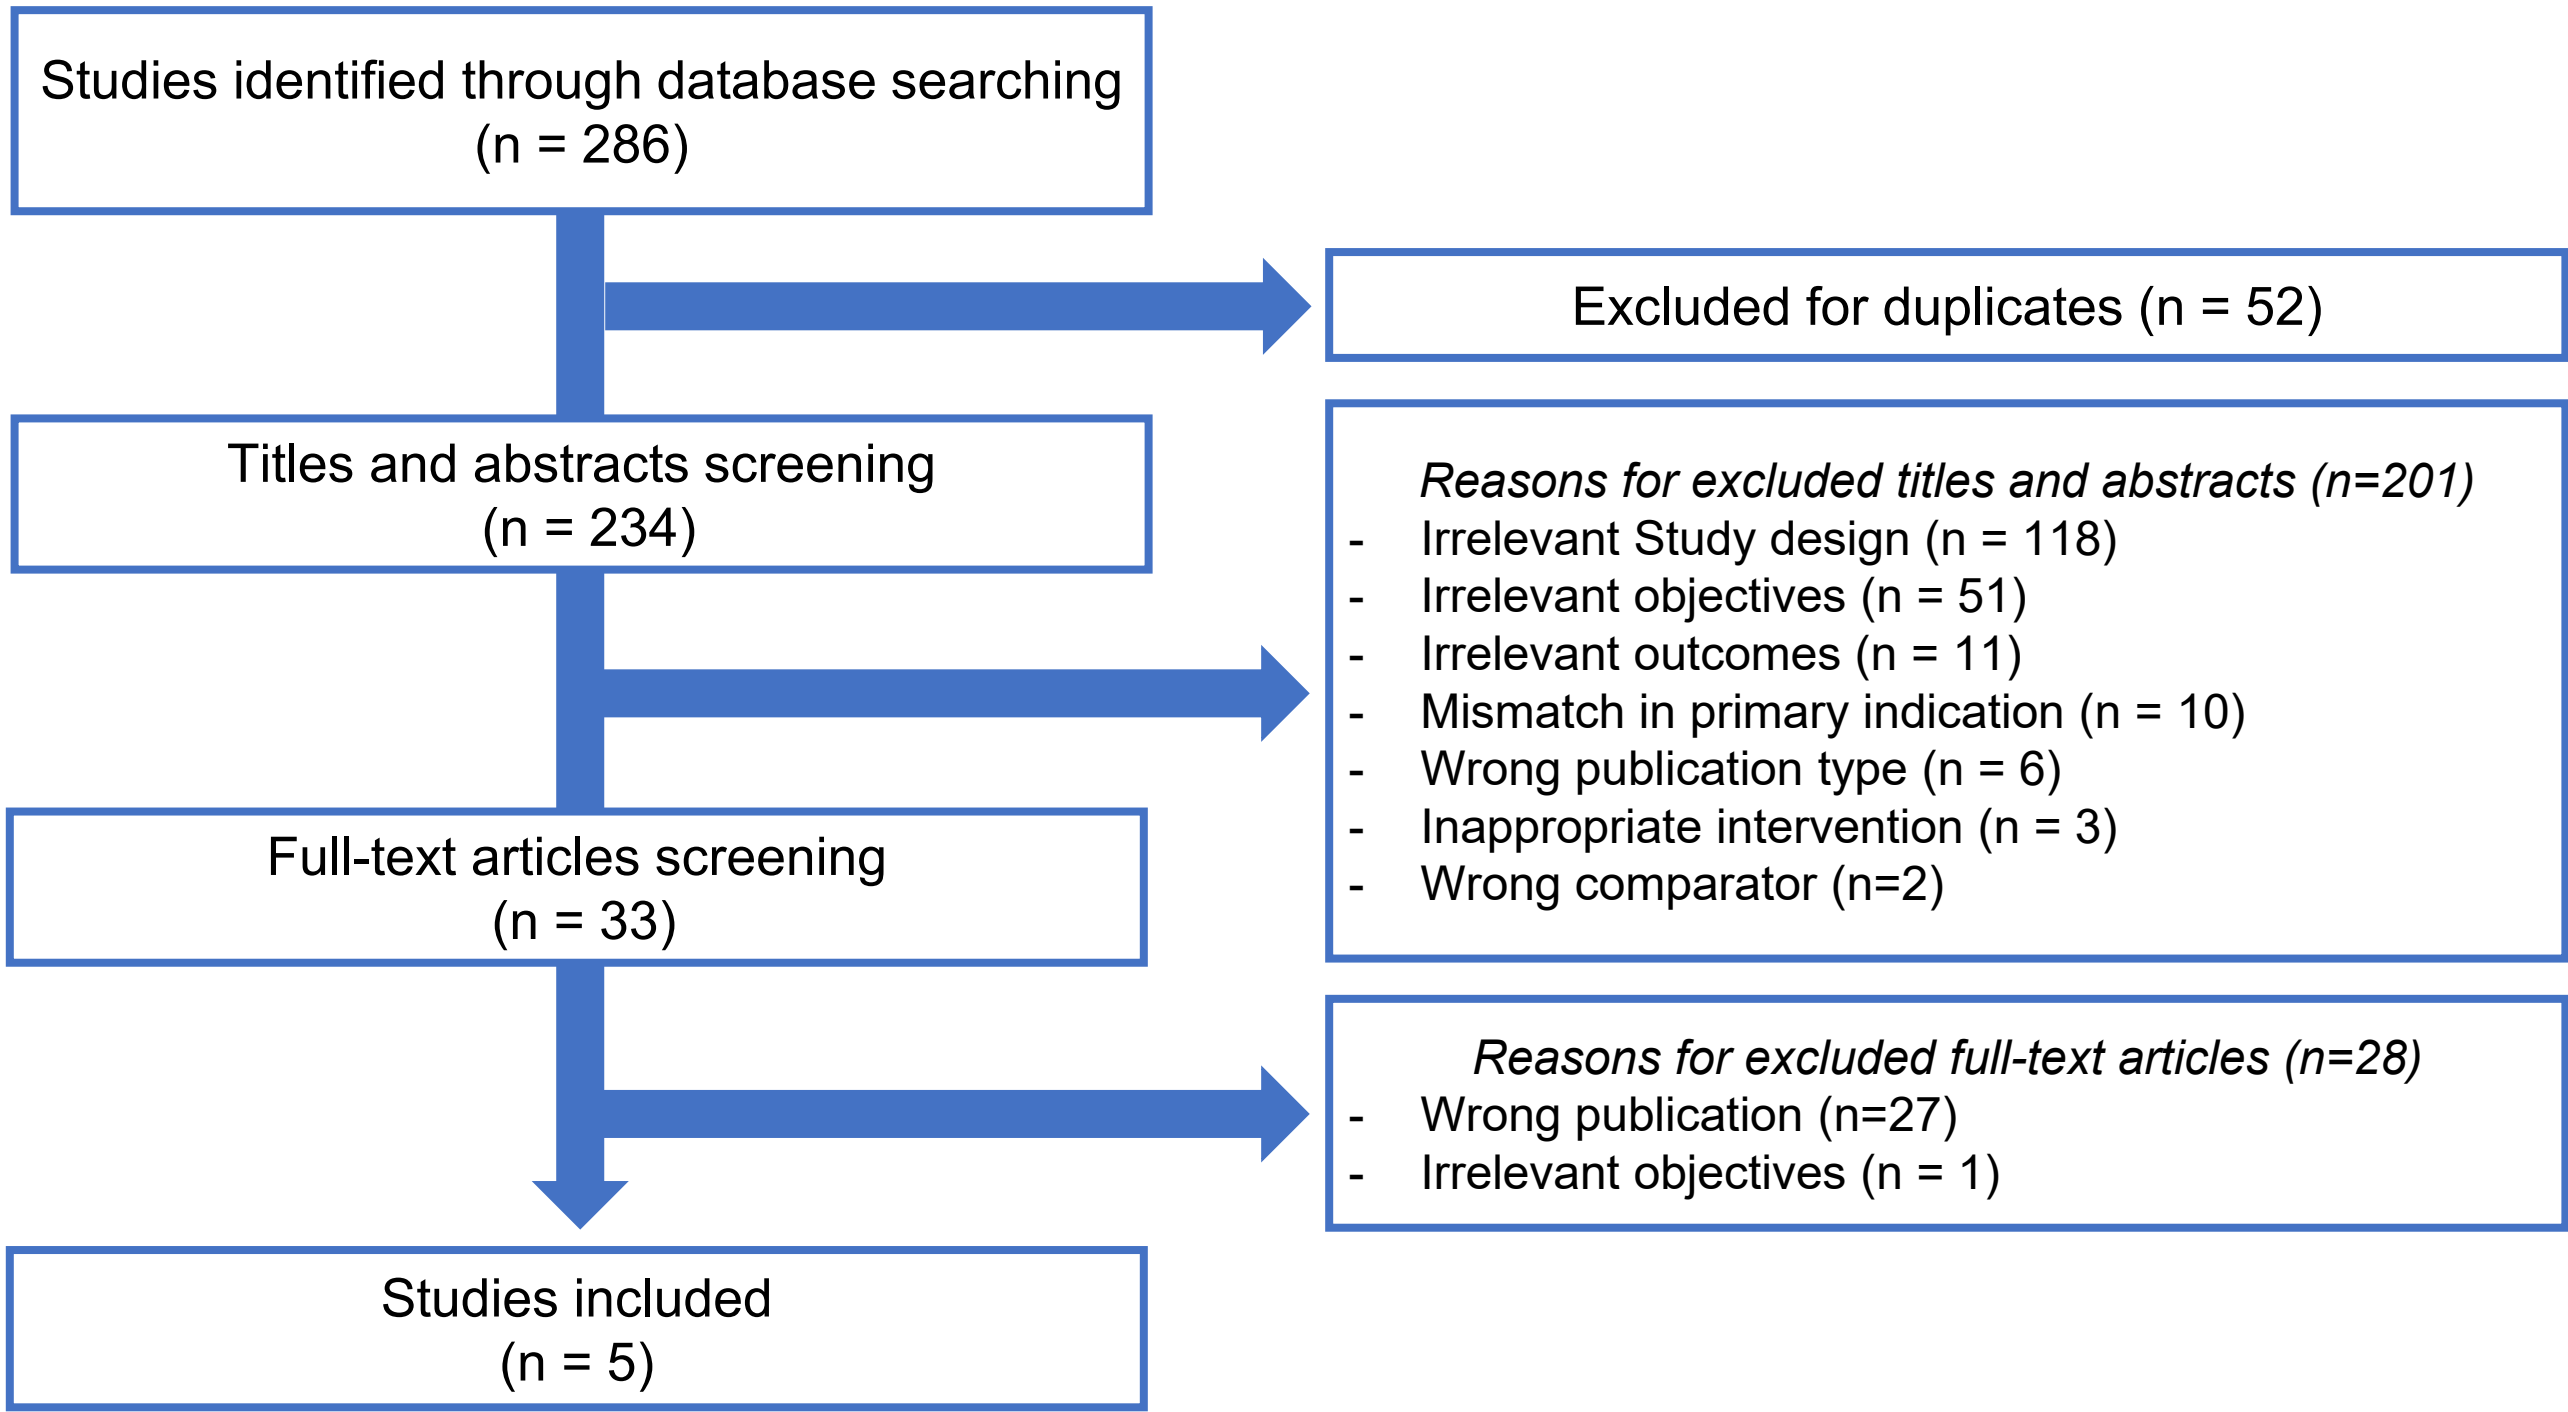 Studies identified through database searching
(n = 286)
Excluded for duplicates (n = 52)
Titles and abstracts screening
(n = 234)
Reasons for excluded titles and abstracts (n=201)
- Irrelevant Study design (n = 118)
- Irrelevant objectives (n = 51)
- Irrelevant outcomes (n = 11)
- Mismatch in primary indication (n = 10)
- Wrong publication type (n = 6)
- Inappropriate intervention (n = 3)
- Wrong comparator (n=2)
Full-text articles screening
(n = 33)
Reasons for excluded full-text articles (n=28)
- Wrong publication (n=27)
- Irrelevant objectives (n = 1)
Studies included
(n = 5)